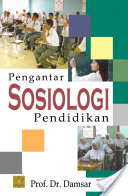 Pengantar
SOSIOLOGI
Pendidikan
Prof. Dr. Damsar